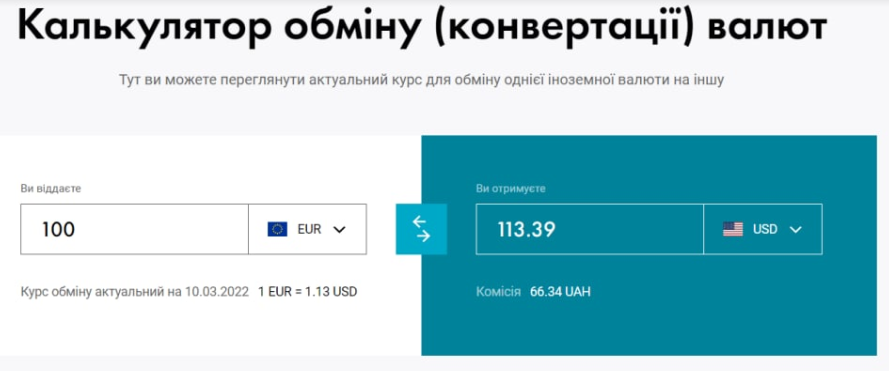 Калькулятор обміну (конвертації) валют
Тут ви можете переглянути актуальний курс для обміну однієї іноземної валюти на іншу
Ви віддаєте
100 EUR
Курс обміну актуальний на 10.03.2022 1 EUR = 1.13 USD
Ви отримуєте
113.39 USD
Комісія 66.34 UAH